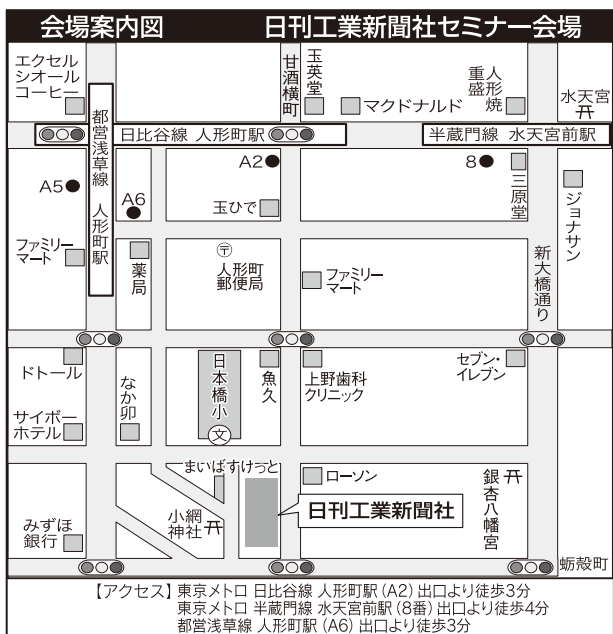 会場案内図 日刊工業新聞社セミナー会場
エクセル
シオール
コーヒー
甘酒横町
玉英堂
マクドナルド
人形焼
重盛
水天宮
都営浅草線 人形町駅
日比谷線 人形町駅
半蔵門線 水天宮前駅
A5
A6
A2
8
三原堂
ジョナサン
玉ひで
ファミリー
マート
薬局
〒
人形町
郵便局
ファミリー
マート
新大橋通り
ドトール
なか卯
日本橋小
文
魚久
上野歯科
クリニック
セブン・
イレブン
サイボー
ホテル
まいばすけっと
ローソン
日刊工業新聞社
銀杏八幡宮
みずほ
銀行
小網
神社
蛎殻町
【アクセス】東京メトロ 日比谷線 人形町駅(A2)出口より徒歩3分
東京メトロ 半蔵門線 水天宮前駅(8番)出口より徒歩4分
都営浅草線 人形町駅(A6)出口より徒歩3分